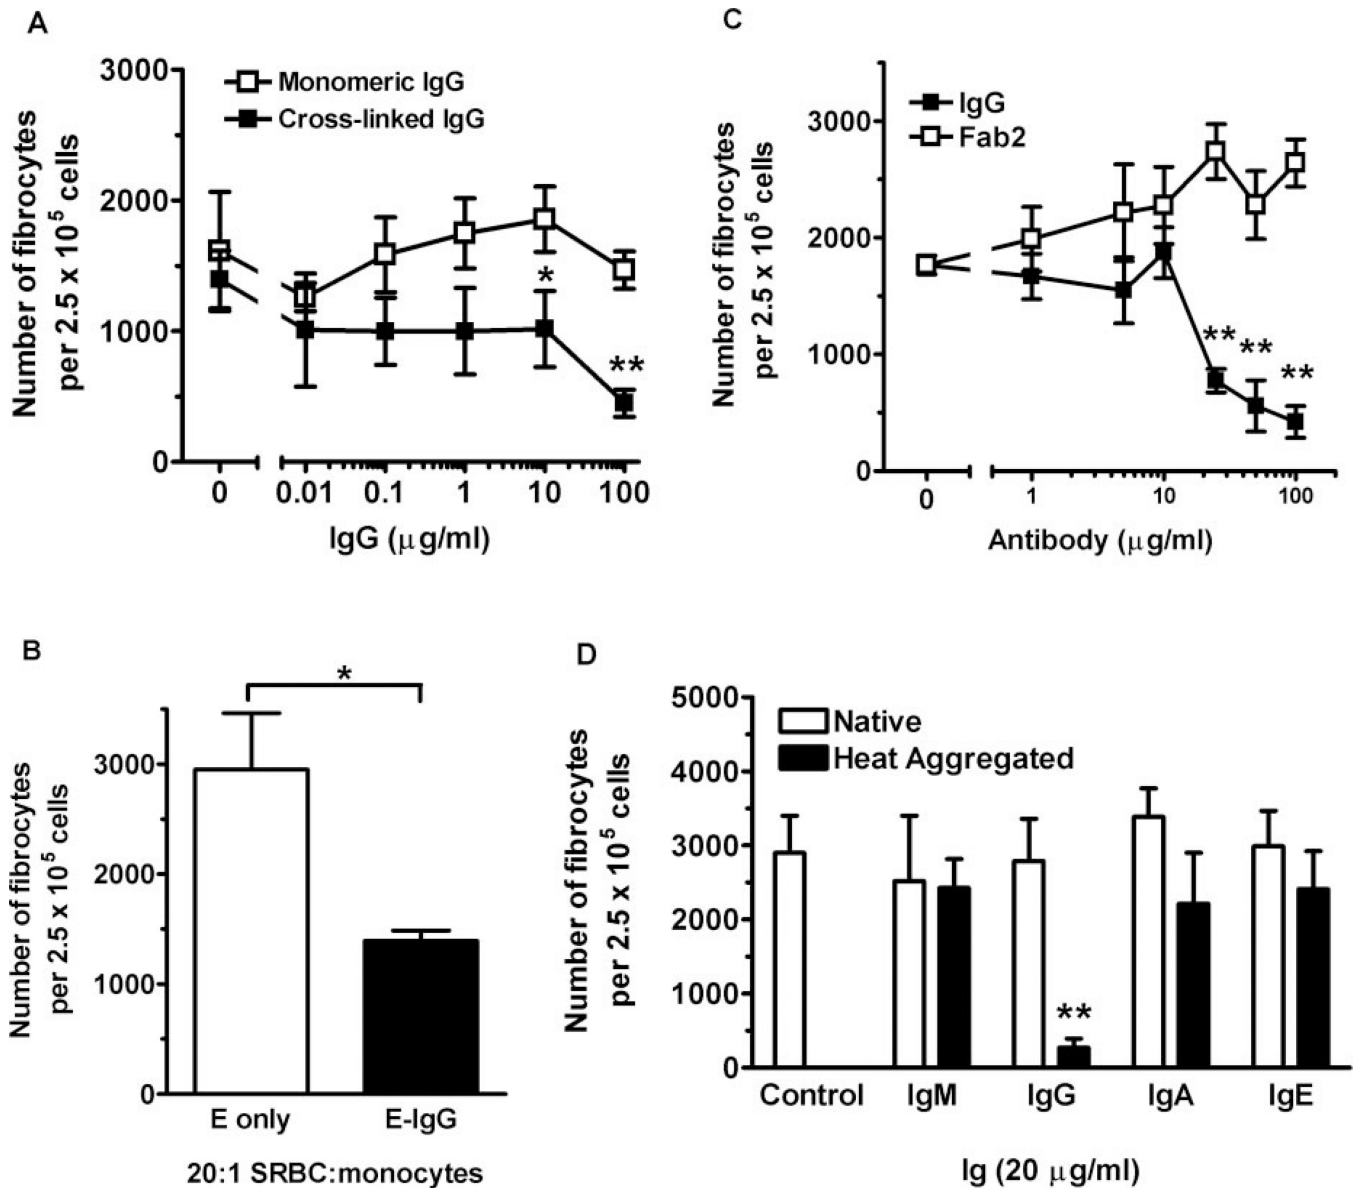 A
Number of fibrocytes
per 2.5 x 10⁵ cells
3000
2000
1000
0
Monomeric IgG
Cross-linked IgG
*
**
0 0.01 0.1 1 10 100
IgG (μg/ml)
C
Number of fibrocytes
per 2.5 x 10⁵ cells
3000
2000
1000
0
IgG
Fab2
** ** **
0 1 10 100
Antibody (μg/ml)
B
Number of fibrocytes
per 2.5 x 10⁵ cells
3000
2000
1000
0
*
E only E-IgG
20:1 SRBC:monocytes
D
Number of fibrocytes
per 2.5 x 10⁵ cells
5000
4000
3000
2000
1000
0
Native
Heat Aggregated
**
Control IgM IgG IgA IgE
Ig (20 μg/ml)